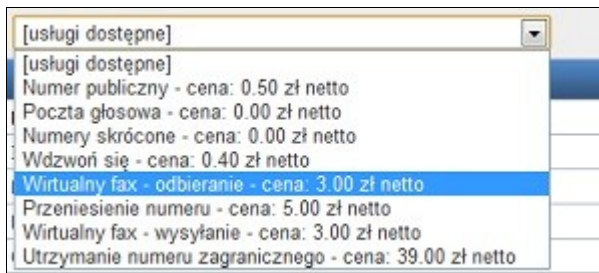 [usługi dostępne]
[usługi dostępne]
Numer publiczny - cena: 0.50 zł netto
Poczta głosowa - cena: 0.00 zł netto
Numery skrócone - cena: 0.00 zł netto
Wdzwoń się - cena: 0.40 zł netto
Wirtualny fax - odbieranie - cena: 3.00 zł netto
Przeniesienie numeru - cena: 5.00 zł netto
Wirtualny fax - wysyłanie - cena: 3.00 zł netto
Utrzymanie numeru zagranicznego - cena: 39.00 zł netto